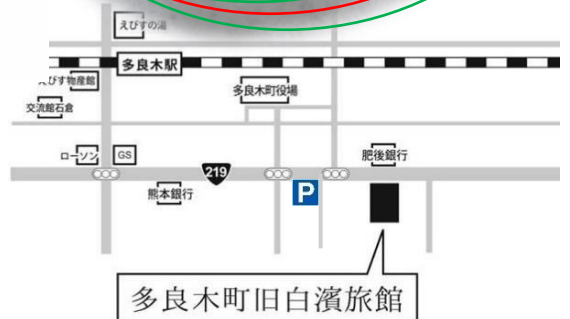 えびすの湯
多良木駅
えびす物産館
多良木町役場
交流館石倉
ローソン
GS
肥後銀行
219
P
熊本銀行
多良木町旧白濱旅館